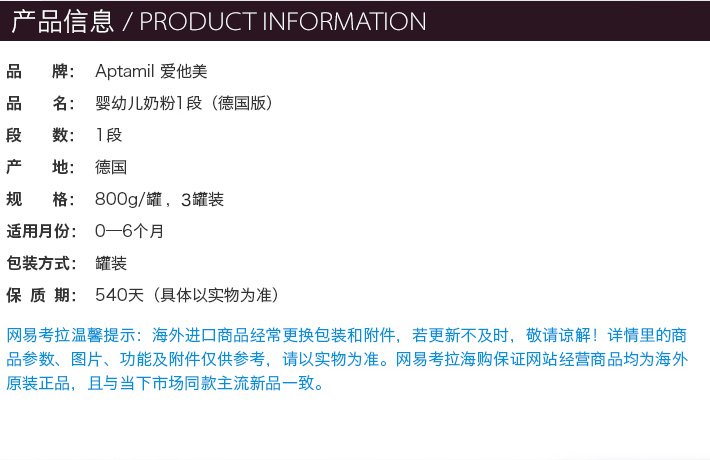 产品信息 / PRODUCT INFORMATION
品 牌： Aptamil 爱他美
品 名： 婴幼儿奶粉1段（德国版）
段 数： 1段
产 地： 德国
规 格： 800g/罐 ，3罐装
适用月份： 0—6个月
包装方式： 罐装
保 质 期： 540天（具体以实物为准）
网易考拉温馨提示：海外进口商品经常更换包装和附件，若更新不及时，敬请谅解！详情里的商
品参数、图片、功能及附件仅供参考，请以实物为准。网易考拉海购保证网站经营商品均为海外
原装正品，且与当下市场同款主流新品一致。